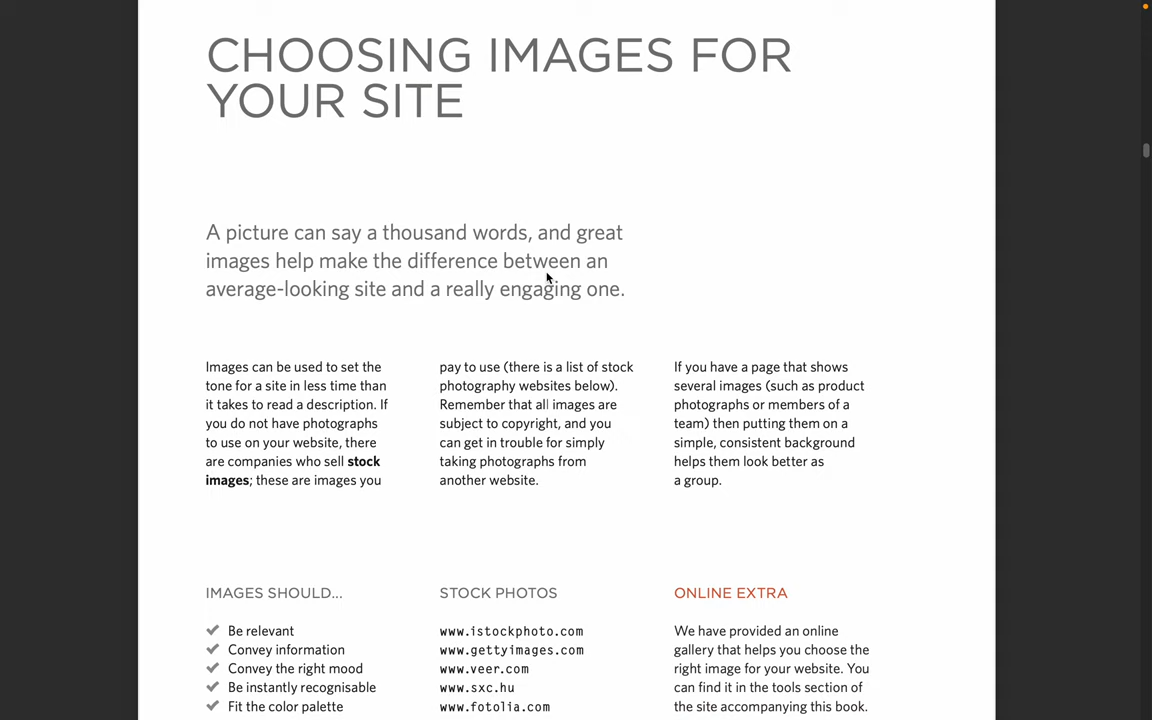 CHOOSING IMAGES FOR
YOUR SITE
A picture can say a thousand words, and great
images help make the difference between an
average-looking site and a really engaging one.
Images can be used to set the
tone for a site in less time than
it takes to read a description. If
you do not have photographs
to use on your website, there
are companies who sell stock
images; these are images you
pay to use (there is a list of stock
photography websites below).
Remember that all images are
subject to copyright, and you
can get in trouble for simply
taking photographs from
another website.
If you have a page that shows
several images (such as product
photographs or members of a
team) then putting them on a
simple, consistent background
helps them look better as
a group.
IMAGES SHOULD...
Be relevant
Convey information
Convey the right mood
Be instantly recognisable
Fit the color palette
STOCK PHOTOS
www.istockphoto.com
www.gettyimages.com
www.veer.com
www.sxc.hu
www.fotolia.com
ONLINE EXTRA
We have provided an online
gallery that helps you choose the
right image for your website. You
can find it in the tools section of
the site accompanying this book.